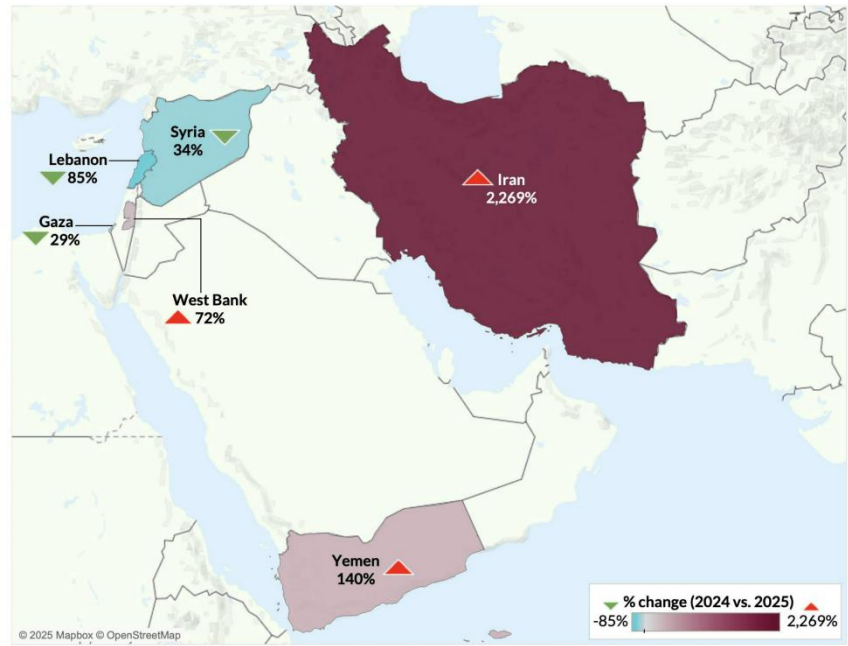 Syria
34%
Lebanon
85%
Iran
2,269%
Gaza
29%
West Bank
72%
Yemen
140%
% change (2024 vs. 2025)
-85%
2,269%
© 2025 Mapbox © OpenStreetMap